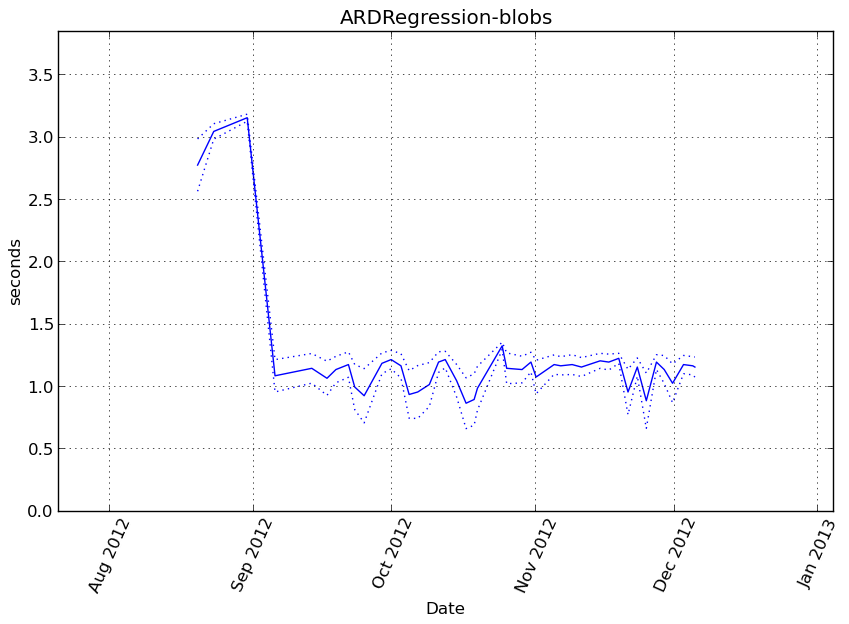 ARDRegression-blobs
3.5
3.0
2.5
2.0
1.5
1.0
0.5
0.0
seconds
Aug 2012
Sep 2012
Oct 2012
Nov 2012
Dec 2012
Jan 2013
Date